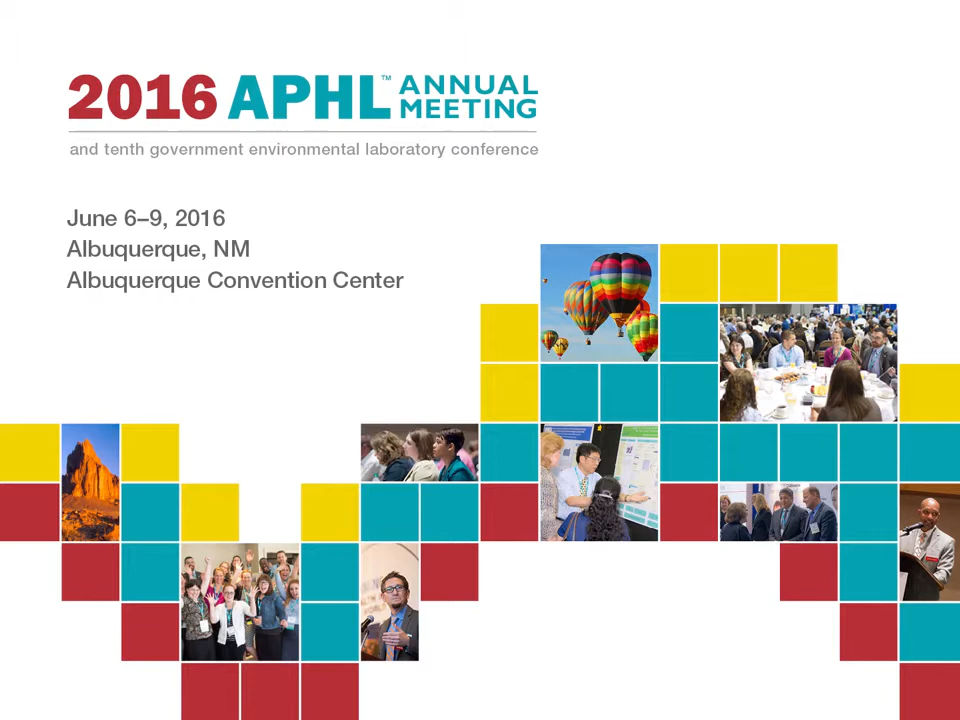 2016 APHL™ ANNUAL MEETING
and tenth government environmental laboratory conference
June 6–9, 2016
Albuquerque, NM
Albuquerque Convention Center